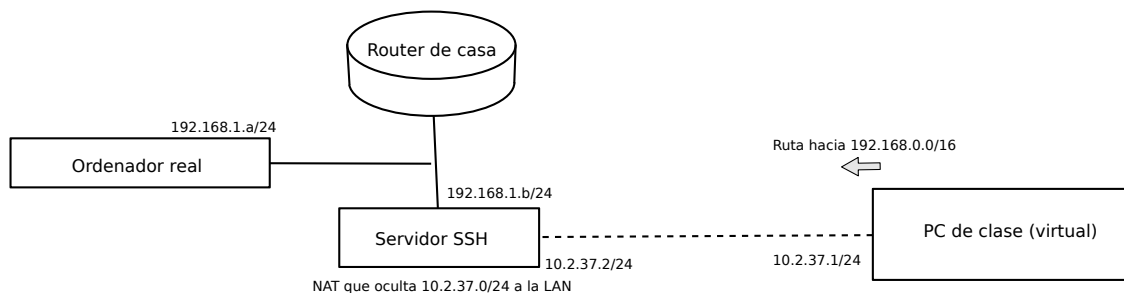 Router de casa
192.168.1.a/24
Ordenador real
Ruta hacia 192.168.0.0/16
192.168.1.b/24
Servidor SSH
PC de clase (virtual)
10.2.37.2/24
10.2.37.1/24
NAT que oculta 10.2.37.0/24 a la LAN